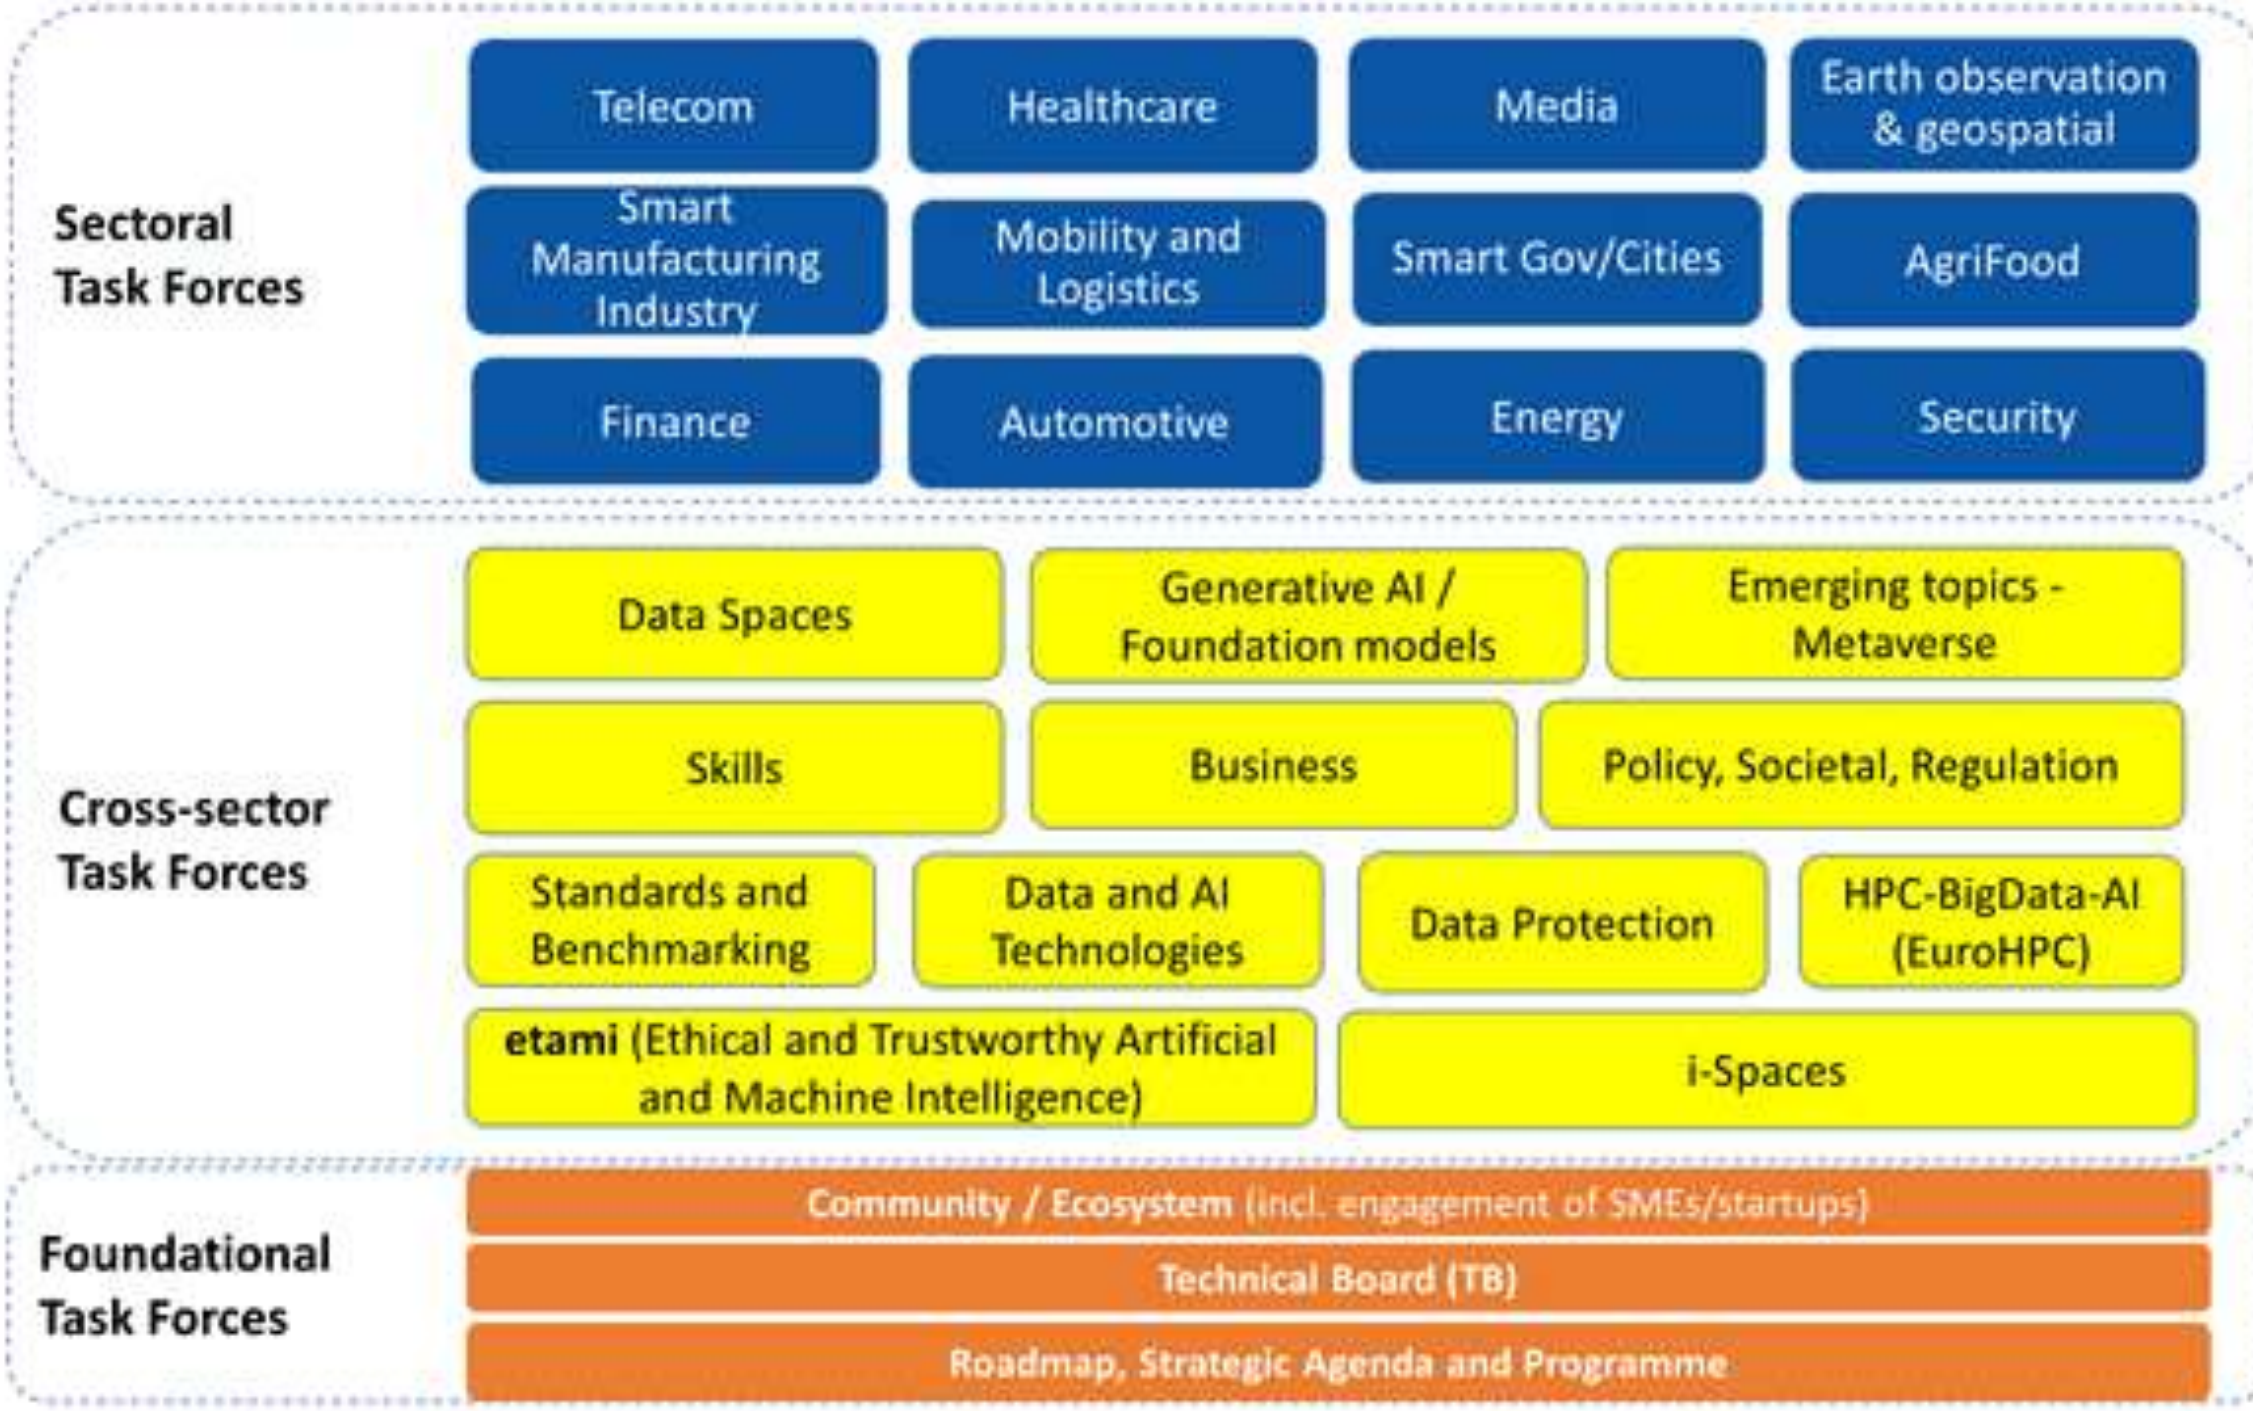 Sectoral
Task Forces
Telecom
Healthcare
Media
Earth observation
& geospatial
Smart
Manufacturing
Industry
Mobility and
Logistics
Smart Gov/Cities
AgriFood
Finance
Automotive
Energy
Security
Cross-sector
Task Forces
Data Spaces
Generative AI /
Foundation models
Emerging topics -
Metaverse
Skills
Business
Policy, Societal, Regulation
Standards and
Benchmarking
Data and AI
Technologies
Data Protection
HPC-BigData-AI
(EuroHPC)
etami (Ethical and Trustworthy Artificial
and Machine Intelligence)
i-Spaces
Foundational
Task Forces
Community / Ecosystem (incl. engagement of SMEs/startups)
Technical Board (TB)
Roadmap, Strategic Agenda and Programme